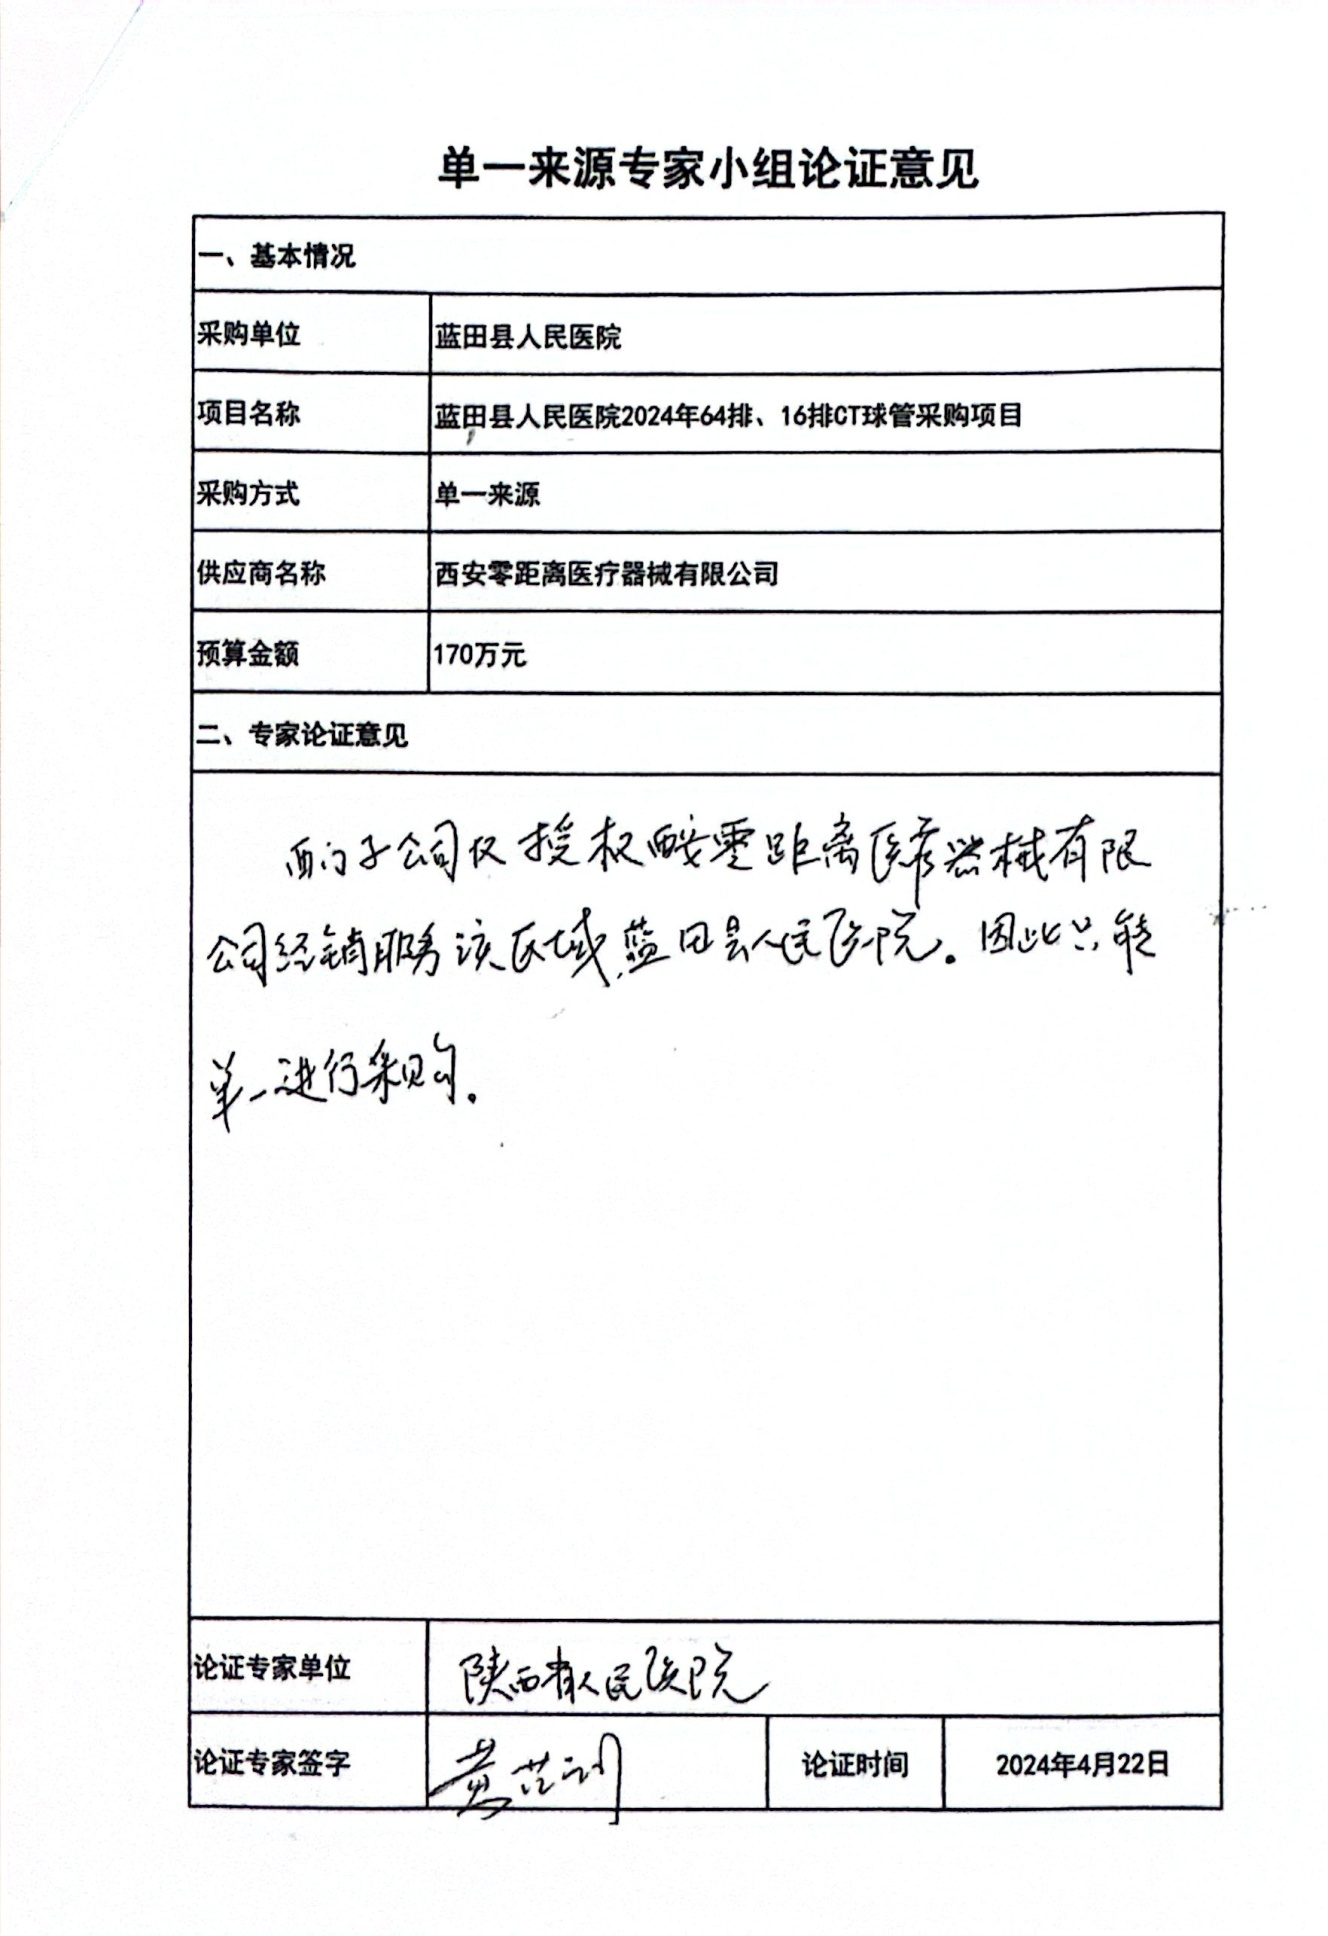 单一来源专家小组论证意见
一、基本情况
采购单位 蓝田县人民医院
项目名称 蓝田县人民医院2024年64排、16排CT球管采购项目
采购方式 单一来源
供应商名称 西安零距离医疗器械有限公司
预算金额 170万元
二、专家论证意见
西门子公司仅授权西安零距离医疗器械有限
公司经销服务该区域蓝田县人民医院。因此只能
单一进行采购。
论证专家单位 陕西省人民医院
论证专家签字 黄 论证时间 2024年4月22日